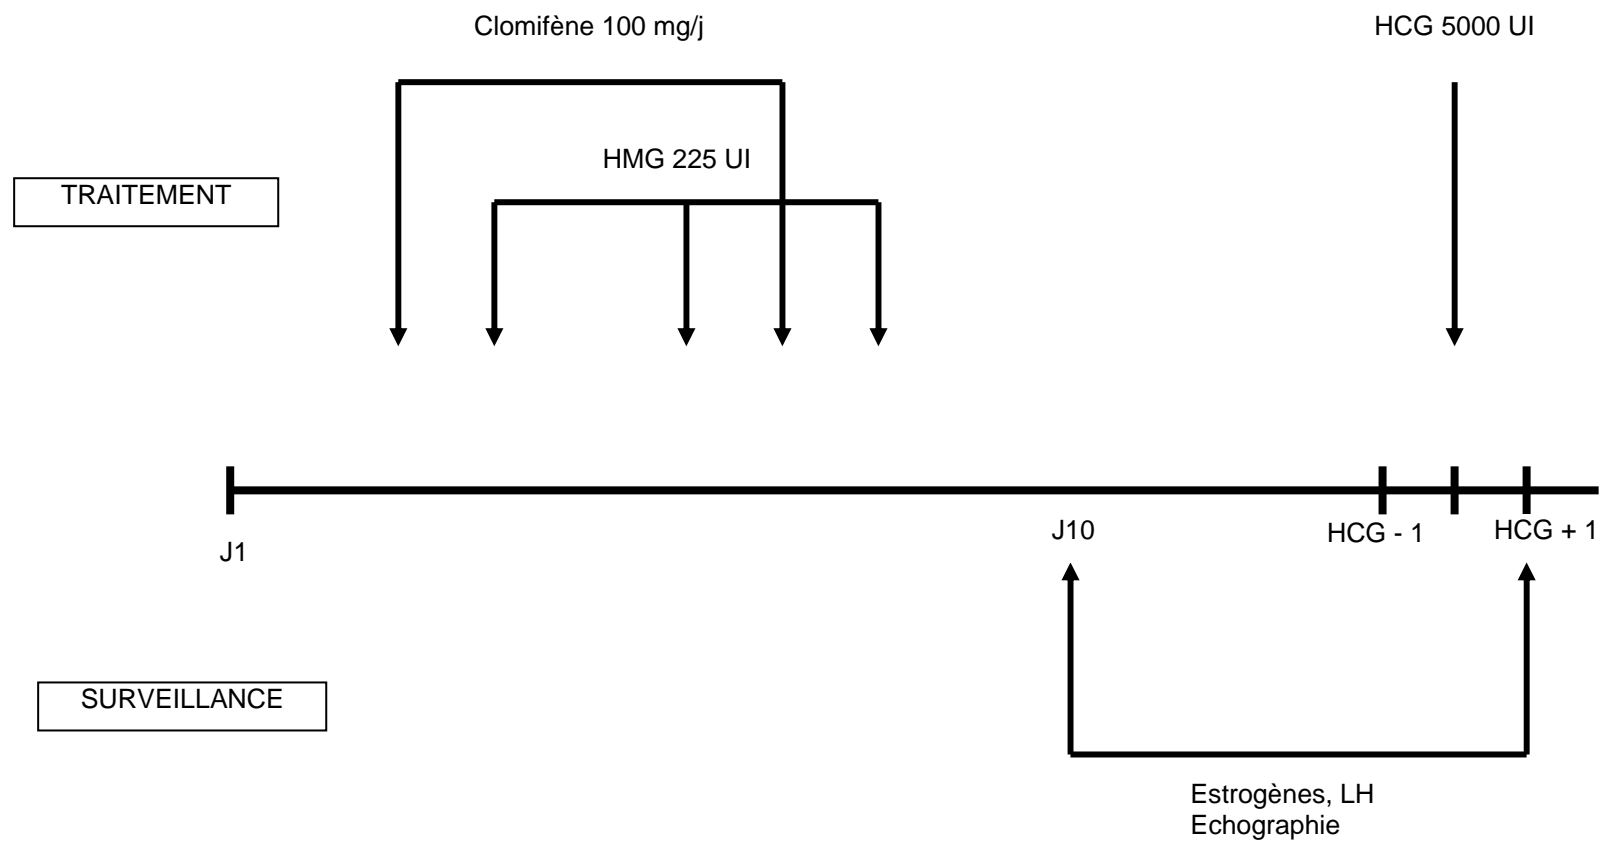 Clomifène 100 mg/j
HCG 5000 UI
HMG 225 UI
TRAITEMENT
J1
J10
HCG - 1
HCG + 1
SURVEILLANCE
Estrogènes, LH
Echographie